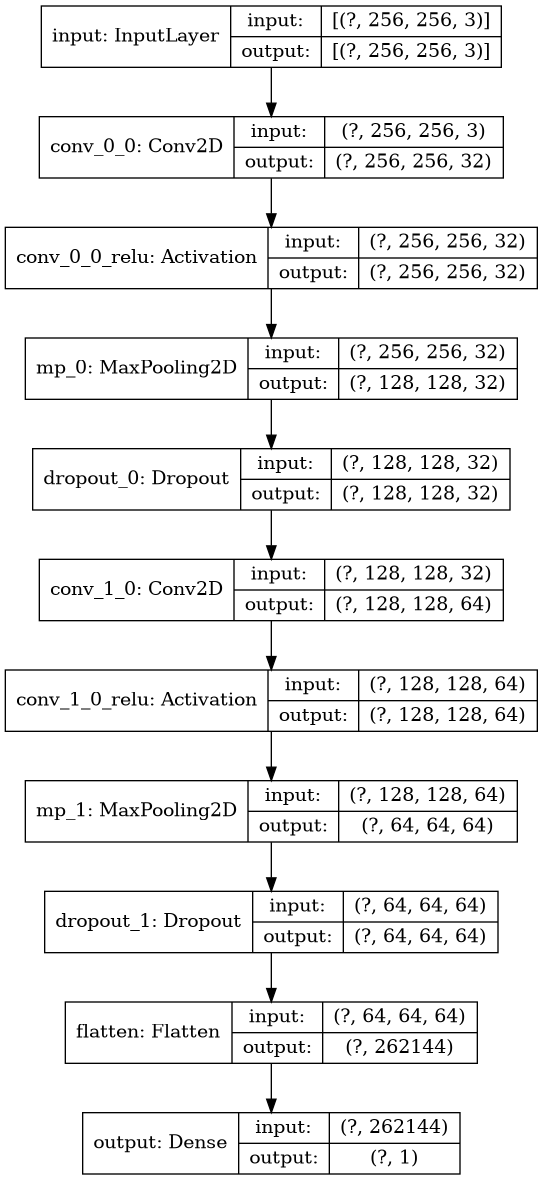 input: InputLayer
input: [(?, 256, 256, 3)]
output: [(?, 256, 256, 3)]
conv_0_0: Conv2D
input: (?, 256, 256, 3)
output: (?, 256, 256, 32)
conv_0_0_relu: Activation
input: (?, 256, 256, 32)
output: (?, 256, 256, 32)
mp_0: MaxPooling2D
input: (?, 256, 256, 32)
output: (?, 128, 128, 32)
dropout_0: Dropout
input: (?, 128, 128, 32)
output: (?, 128, 128, 32)
conv_1_0: Conv2D
input: (?, 128, 128, 32)
output: (?, 128, 128, 64)
conv_1_0_relu: Activation
input: (?, 128, 128, 64)
output: (?, 128, 128, 64)
mp_1: MaxPooling2D
input: (?, 128, 128, 64)
output: (?, 64, 64, 64)
dropout_1: Dropout
input: (?, 64, 64, 64)
output: (?, 64, 64, 64)
flatten: Flatten
input: (?, 64, 64, 64)
output: (?, 262144)
output: Dense
input: (?, 262144)
output: (?, 1)